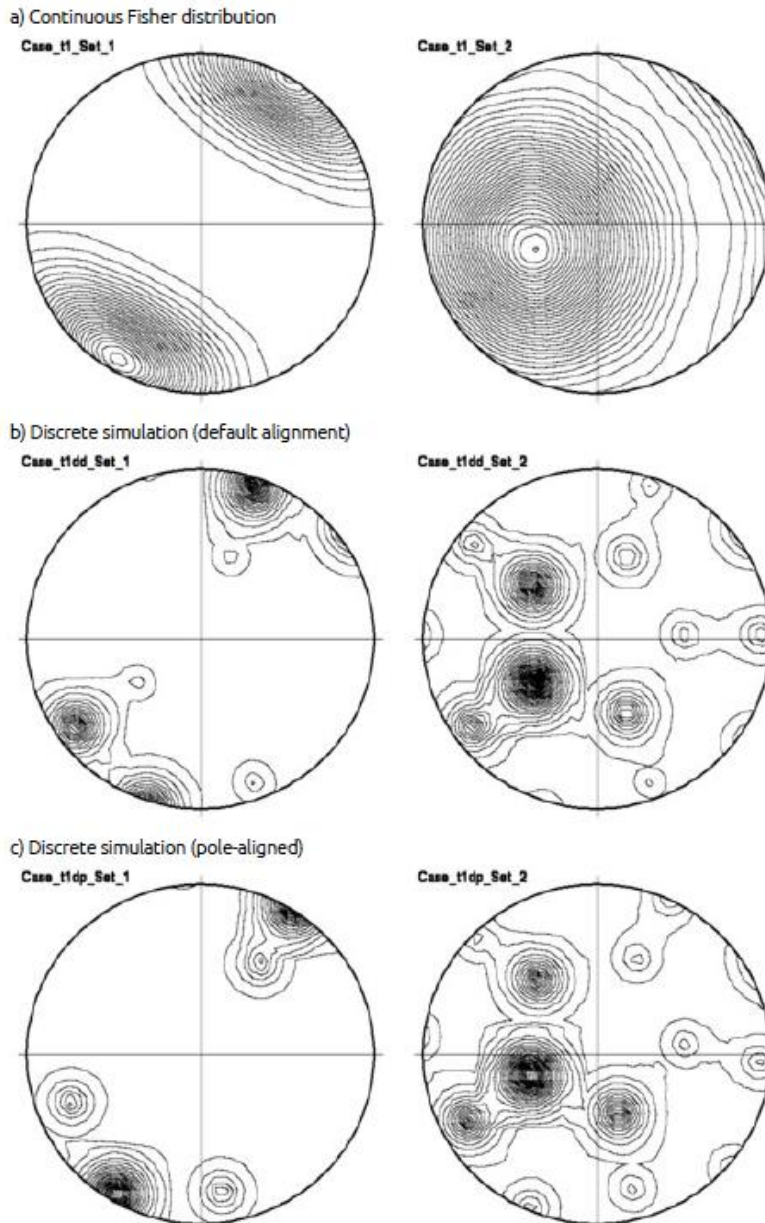 a) Continuous Fisher distribution
Case_t1_Set_1 Case_t1_Set_2
b) Discrete simulation (default alignment)
Case_t1dd_Set_1 Case_t1dd_Set_2
c) Discrete simulation (pole-aligned)
Case_t1dp_Set_1 Case_t1dp_Set_2